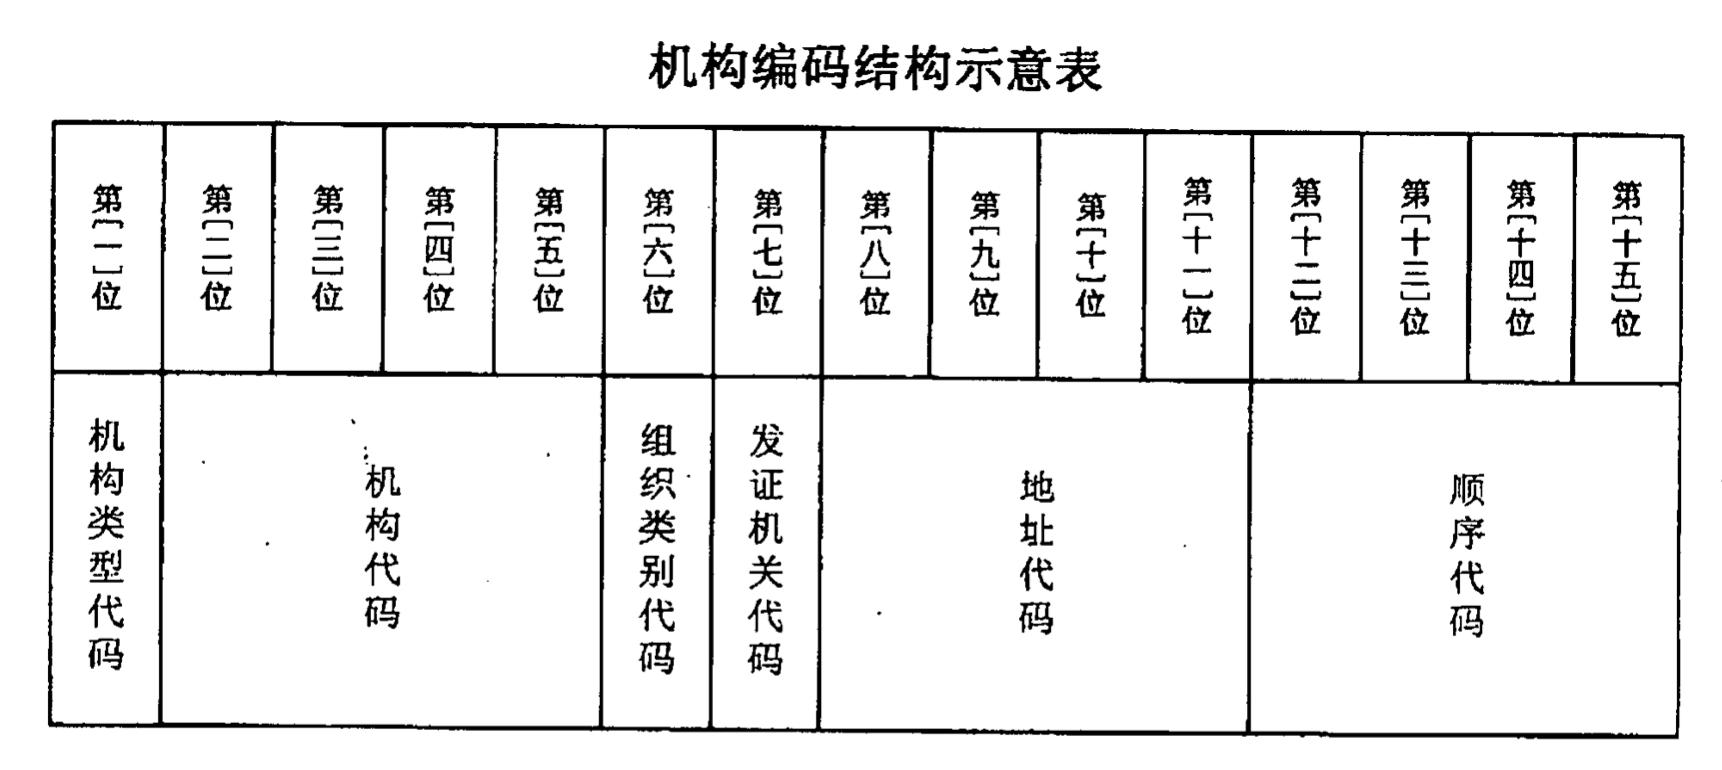 机构编码结构示意表
第[一]位
第[二]位
第[三]位
第[四]位
第[五]位
第[六]位
第[七]位
第[八]位
第[九]位
第[十]位
第[十一]位
第[十二]位
第[十三]位
第[十四]位
第[十五]位
机构类型代码
机构代码
组织类别代码
发证机关代码
地址代码
顺序代码